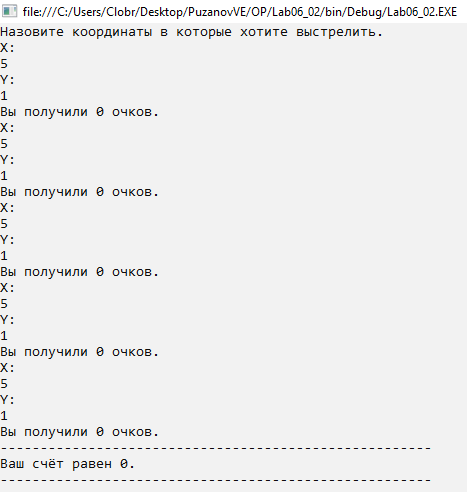 file:///C:/Users/Clobr/Desktop/PuzanovVE/OP/Lab06_02/bin/Debug/Lab06_02.EXE
Назовите координаты в которые хотите выстрелить.
X:
5
Y:
1
Вы получили 0 очков.
X:
5
Y:
1
Вы получили 0 очков.
X:
5
Y:
1
Вы получили 0 очков.
X:
5
Y:
1
Вы получили 0 очков.
X:
5
Y:
1
Вы получили 0 очков.
------------------------------------------------------
Ваш счёт равен 0.
------------------------------------------------------